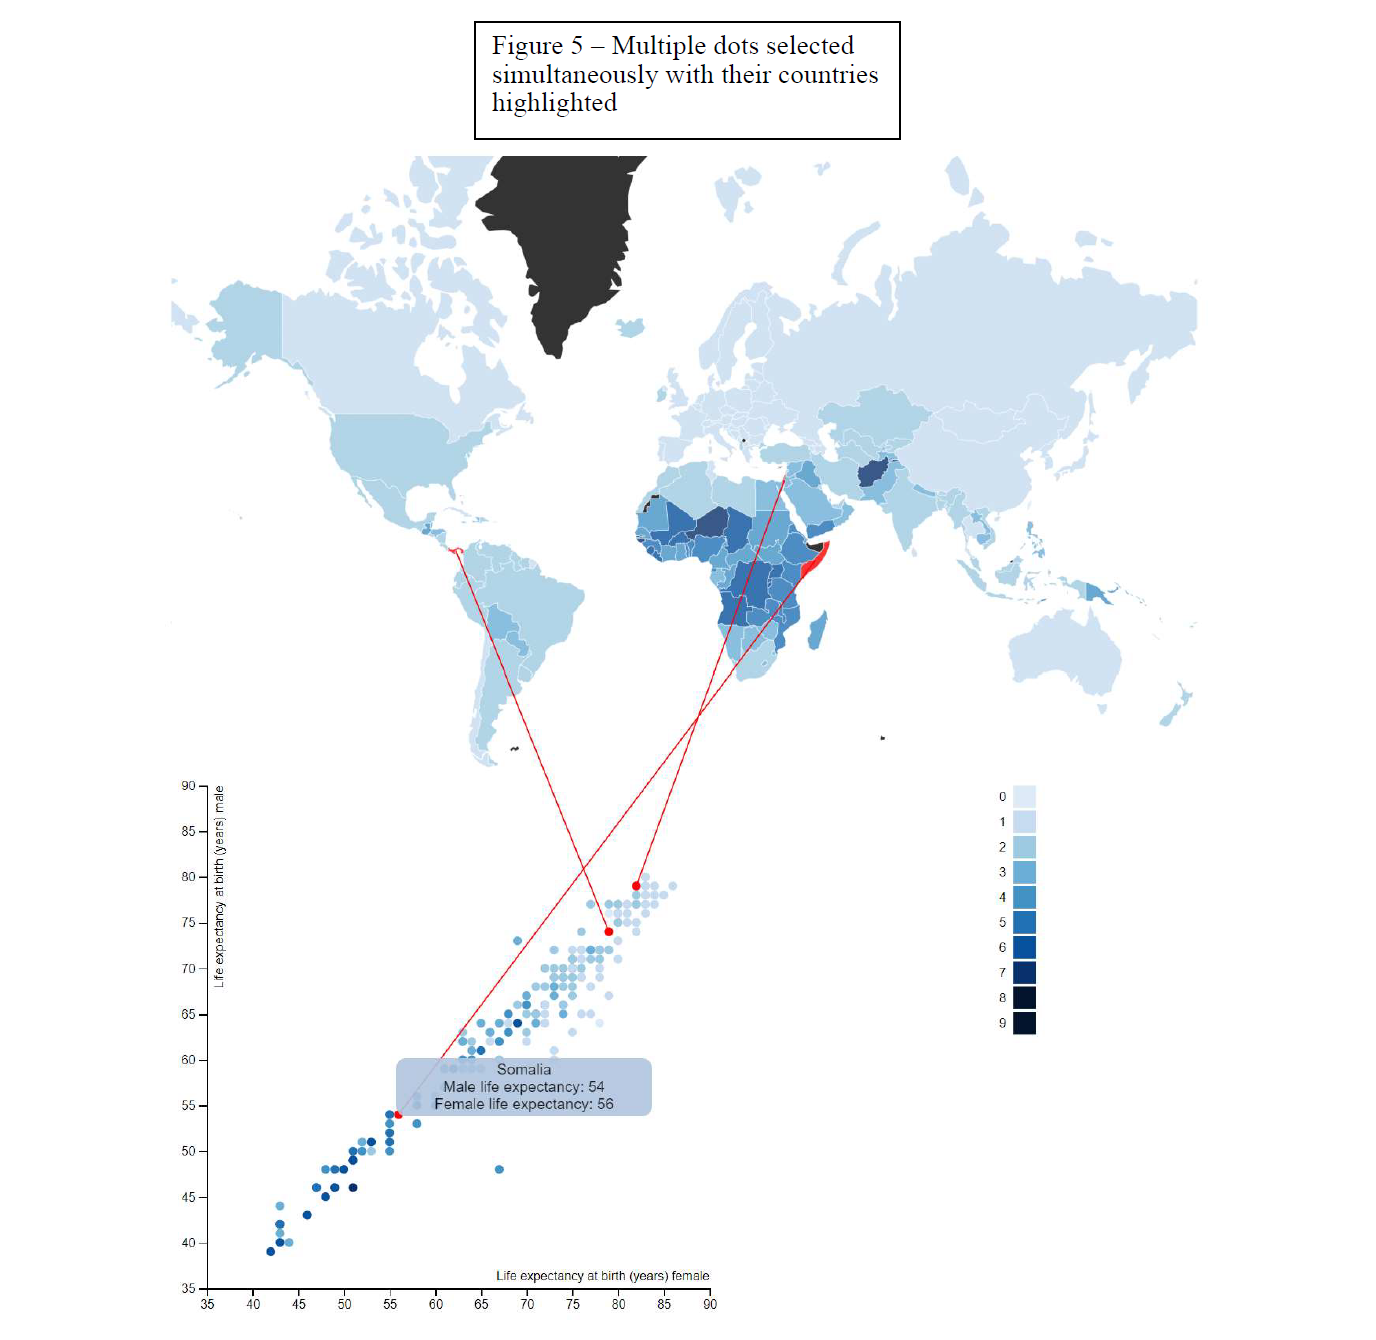 Figure 5 – Multiple dots selected
simultaneously with their countries
highlighted
90
85
80
75
70
65
60
55
50
45
40
35
Life expectancy at birth (years) male
0
1
2
3
4
5
6
7
8
9
Somalia
Male life expectancy: 54
Female life expectancy: 56
Life expectancy at birth (years) female
35 40 45 50 55 60 65 70 75 80 85 90